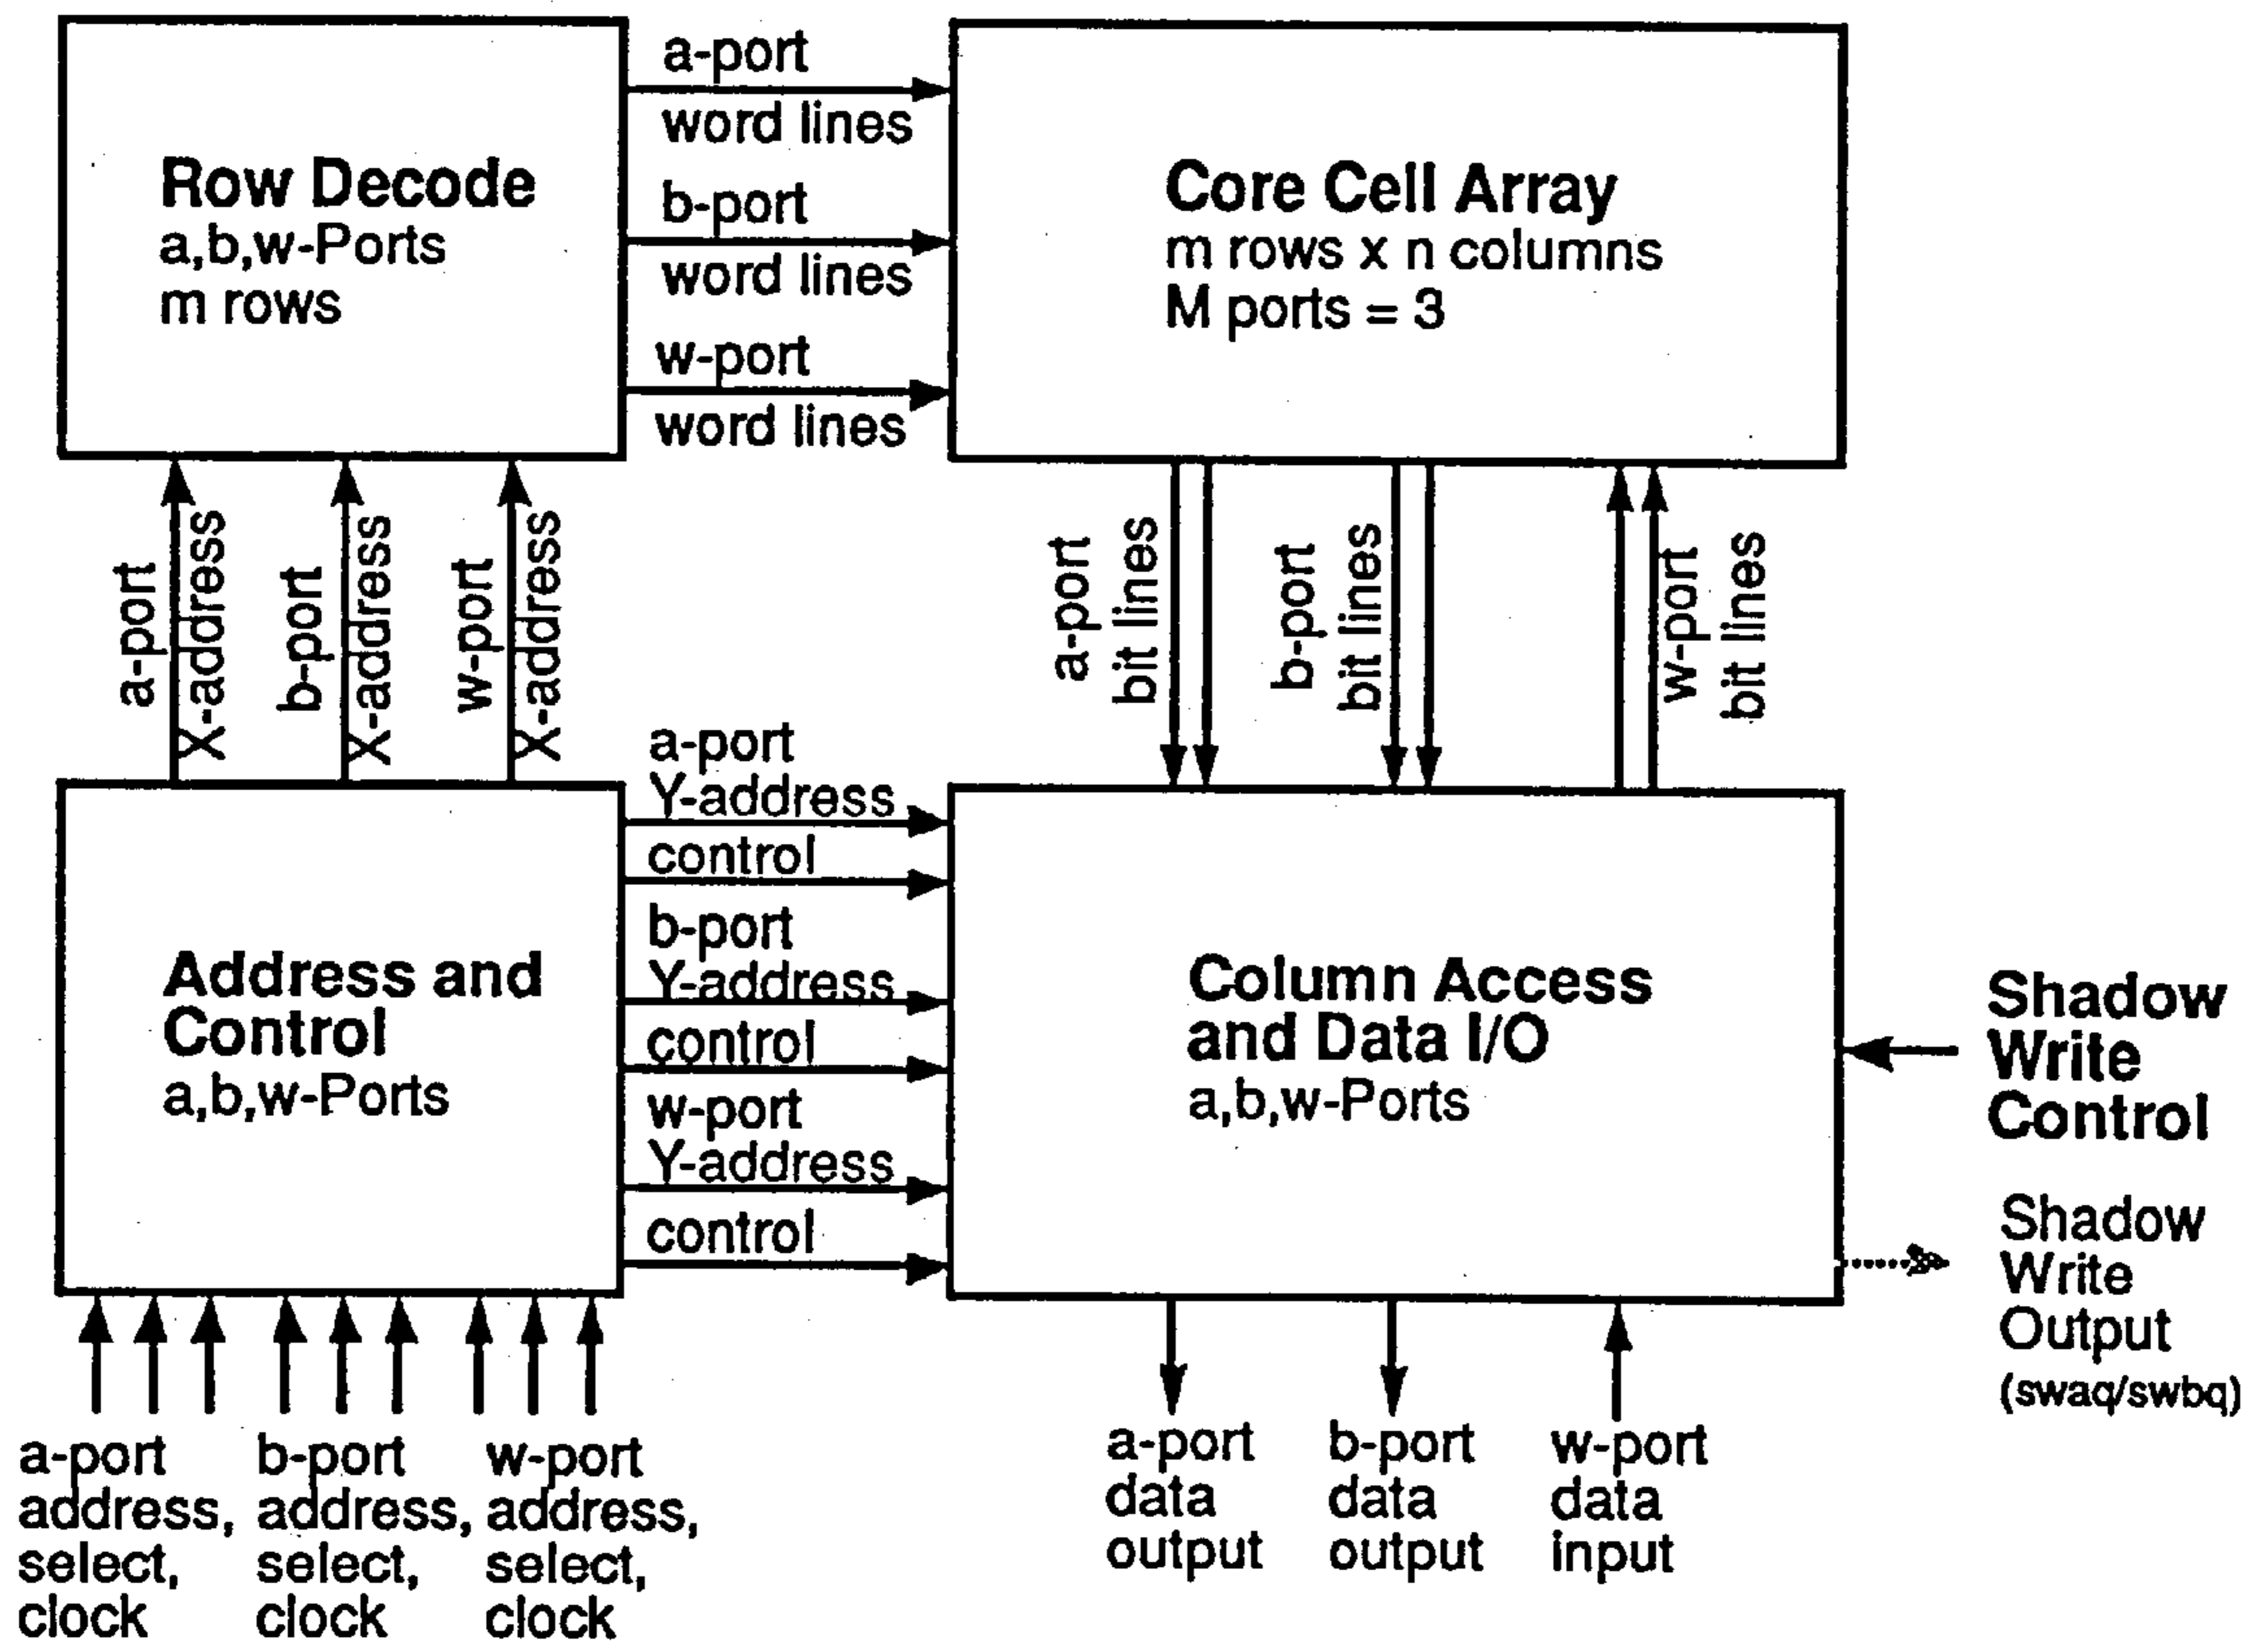 Row Decode
a,b,w-Ports
m rows
a-port
word lines
b-port
word lines
w-port
word lines
Core Cell Array
m rows x n columns
M ports = 3
a-port
X-address
b-port
X-address
w-port
X-address
a-port
bit lines
b-port
bit lines
w-port
bit lines
Address and
Control
a,b,w-Ports
a-port
Y-address
control
b-port
Y-address
control
w-port
Y-address
control
Column Access
and Data I/O
a,b,w-Ports
Shadow
Write
Control
Shadow
Write
Output
(swaq/swbq)
a-port
address,
select,
clock
b-port
address,
select,
clock
w-port
address,
select,
clock
a-port
data
output
b-port
data
output
w-port
data
input